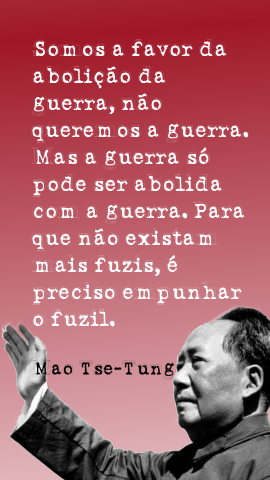 Somos a favor da
abolição da
guerra, não
queremos a guerra.
Mas a guerra só
pode ser abolida
com a guerra. Para
que não existam
mais fuzis, é
preciso empunhar
o fuzil.
Mao Tse-Tung